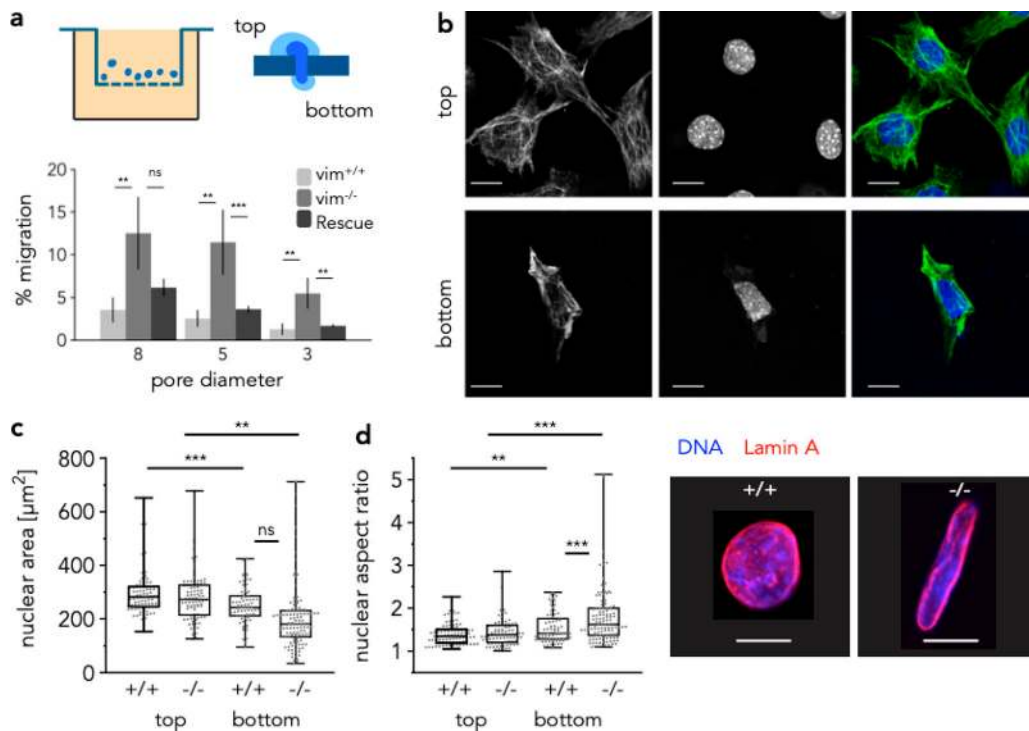 a
top
bottom
20
15
10
5
0
% migration
** ns
** ***
** **
vim+/+
vim-/-
Rescue
8 5 3
pore diameter
b
top
bottom
c
**
***
ns
800
600
400
200
0
nuclear area [µm²]
+/+ -/- +/+ -/-
top bottom
d
***
**
***
5
4
3
2
1
nuclear aspect ratio
+/+ -/- +/+ -/-
top bottom
DNA Lamin A
+/+
-/-